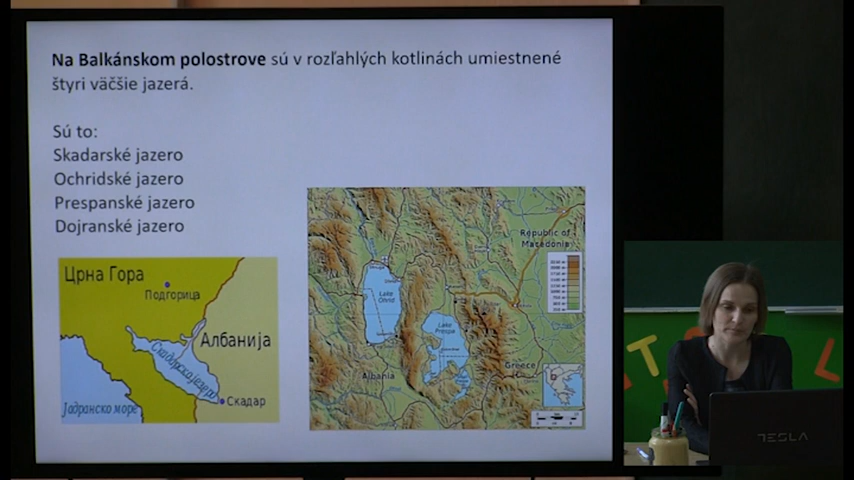 Na Balkánskom polostrove sú v rozľahlých kotlinách umiestnené
štyri väčšie jazerá.
Sú to:
Skadarské jazero
Ochridské jazero
Prespanské jazero
Dojranské jazero
Црна Гора
Подгорица
Албанија
Скадарско језеро
Скадар
Јадранско море
Republic of
Macedonia
Lake
Ohrid
Lake
Prespa
Albania
Greece
TESLA